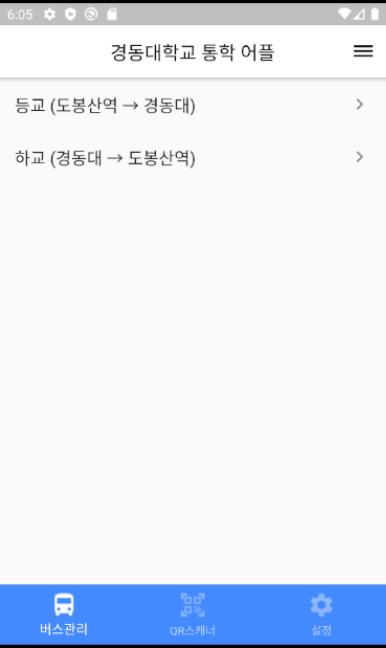 6:05
경동대학교 통학 어플
등교 (도봉산역 → 경동대)
하교 (경동대 → 도봉산역)
버스관리
QR스캐너
설정